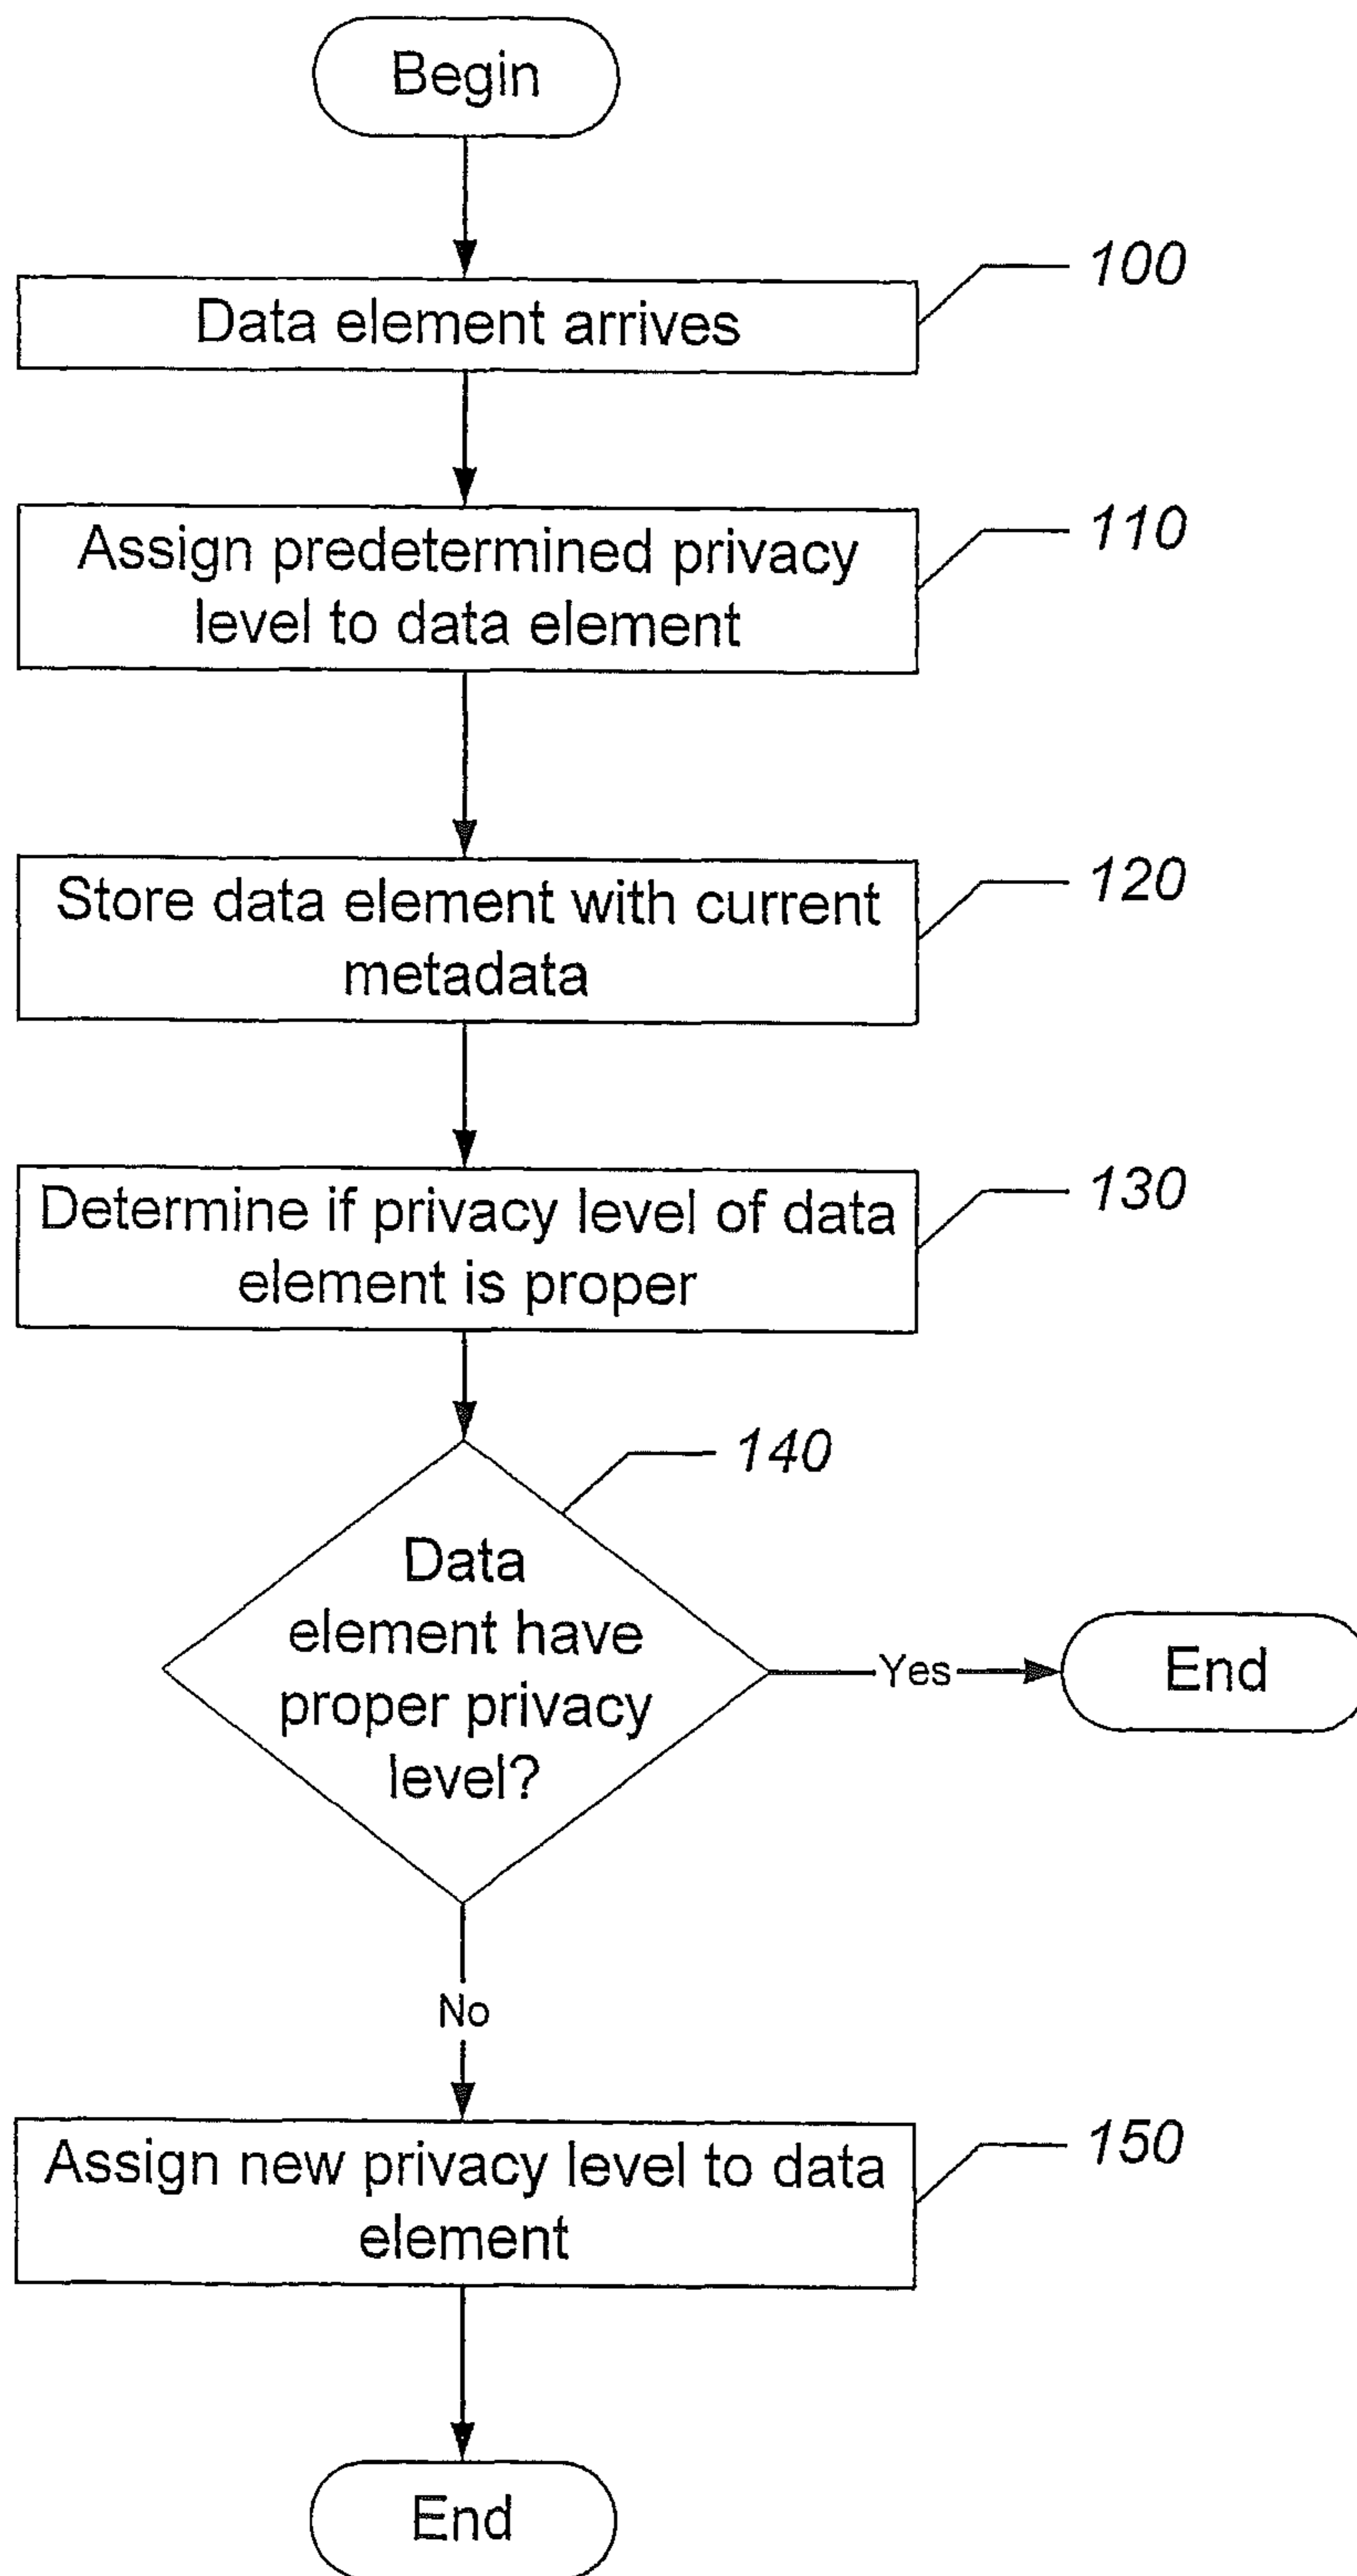 Begin
100
Data element arrives
110
Assign predetermined privacy
level to data element
120
Store data element with current
metadata
130
Determine if privacy level of data
element is proper
140
Data
element have
proper privacy
level?
Yes
End
No
150
Assign new privacy level to data
element
End